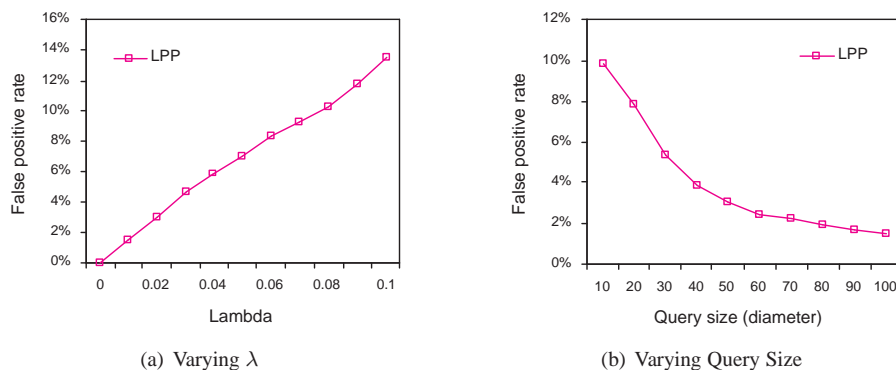 16%
14%
12%
10%
8%
6%
4%
2%
0%
False positive rate
LPP
0 0.02 0.04 0.06 0.08 0.1
Lambda
(a) Varying λ
12%
10%
8%
6%
4%
2%
0%
False positive rate
LPP
10 20 30 40 50 60 70 80 90 100
Query size (diameter)
(b) Varying Query Size